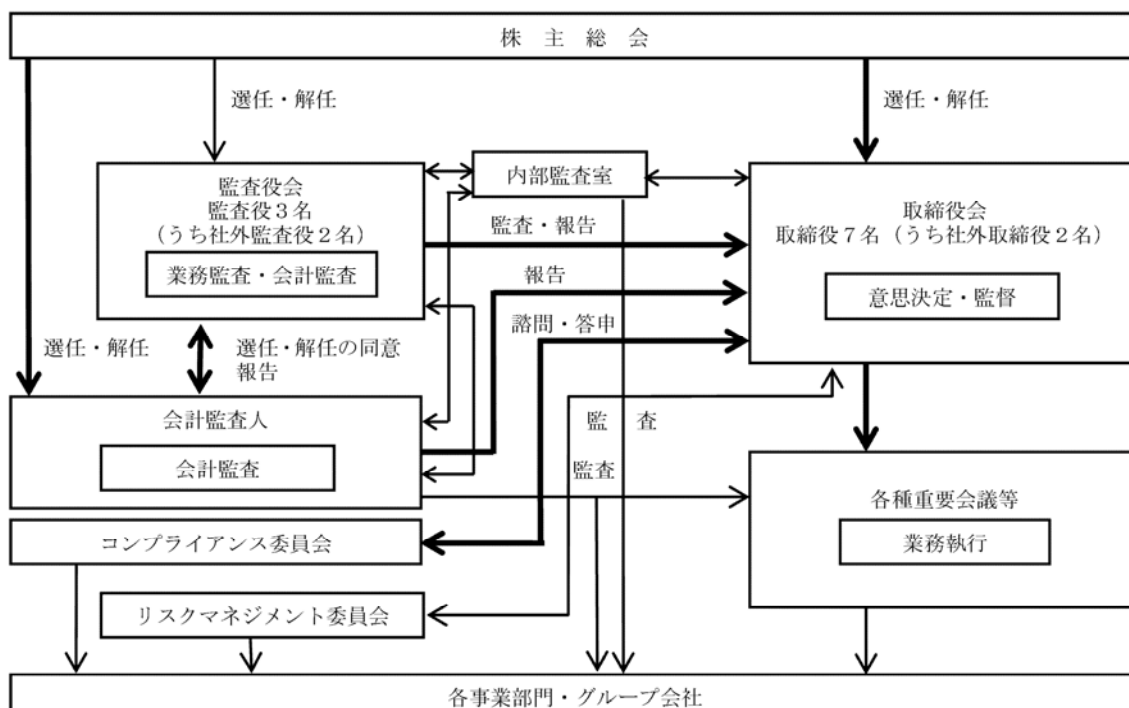 株 主 総 会
選任・解任
選任・解任
内部監査室
監査役会
監査役３名
（うち社外監査役２名）
業務監査・会計監査
取締役会
取締役７名（うち社外取締役２名）
意思決定・監督
監査・報告
報告
諮問・答申
選任・解任
選任・解任の同意
報告
会計監査人
会計監査
監 査
監査
各種重要会議等
業務執行
コンプライアンス委員会
リスクマネジメント委員会
各事業部門・グループ会社